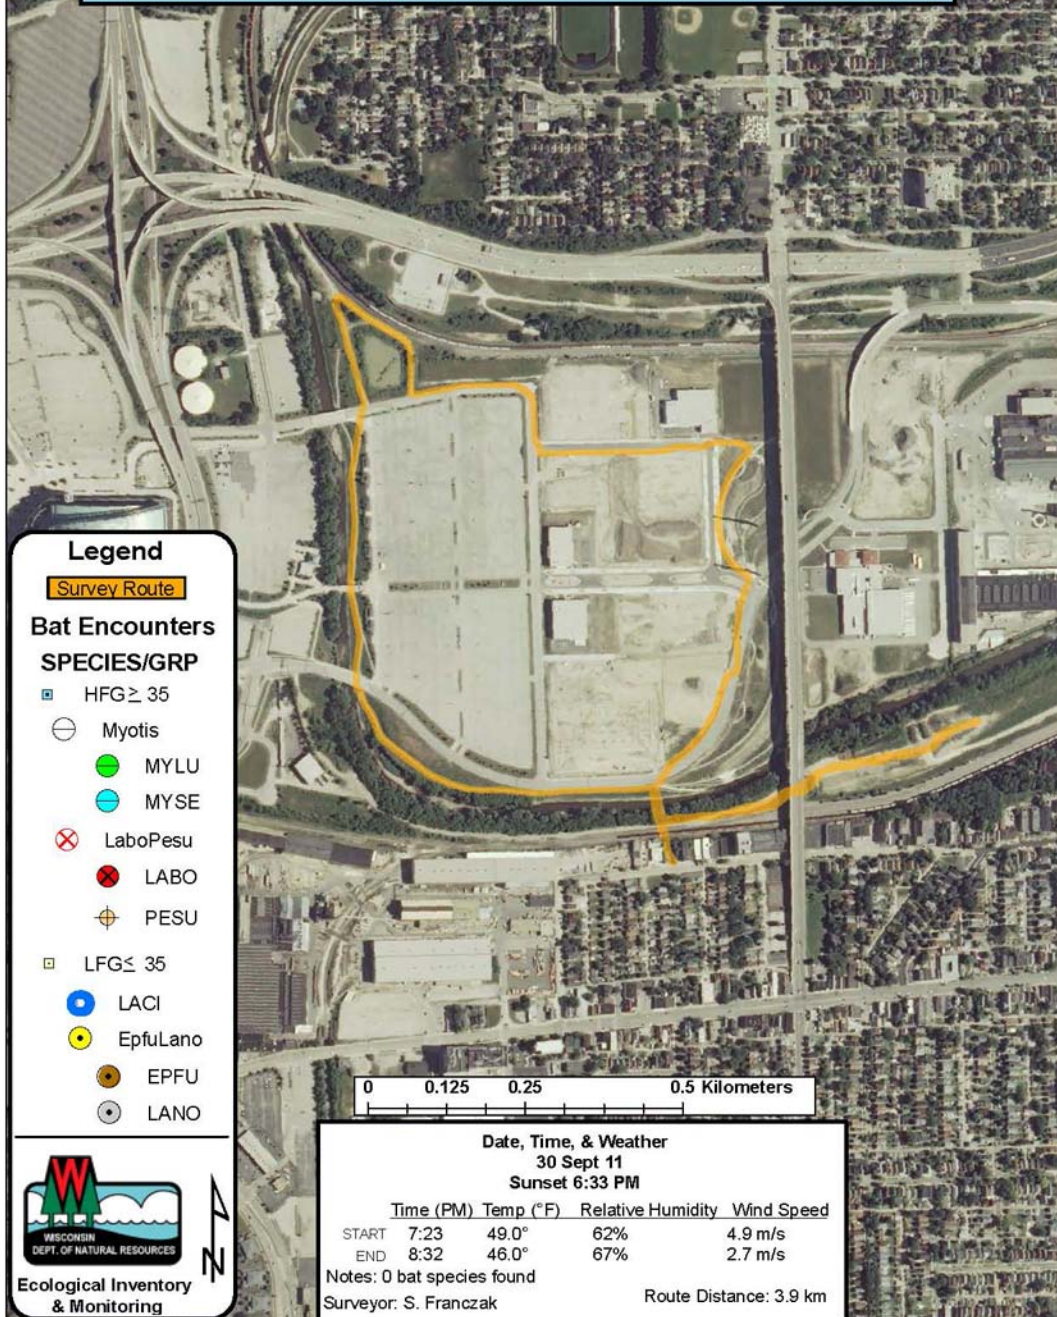 Legend
Survey Route
Bat Encounters
SPECIES/GRP
HFG ≥ 35
Myotis
MYLU
MYSE
LaboPesu
LABO
PESU
LFG ≤ 35
LACI
EpfuLano
EPFU
LANO
W
WISCONSIN
DEPT. OF NATURAL RESOURCES
N
Ecological Inventory
& Monitoring
0 0.125 0.25 0.5 Kilometers
Date, Time, & Weather
30 Sept 11
Sunset 6:33 PM
Time (PM) Temp (°F) Relative Humidity Wind Speed
START 7:23 49.0° 62% 4.9 m/s
END 8:32 46.0° 67% 2.7 m/s
Notes: 0 bat species found
Surveyor: S. Franczak
Route Distance: 3.9 km